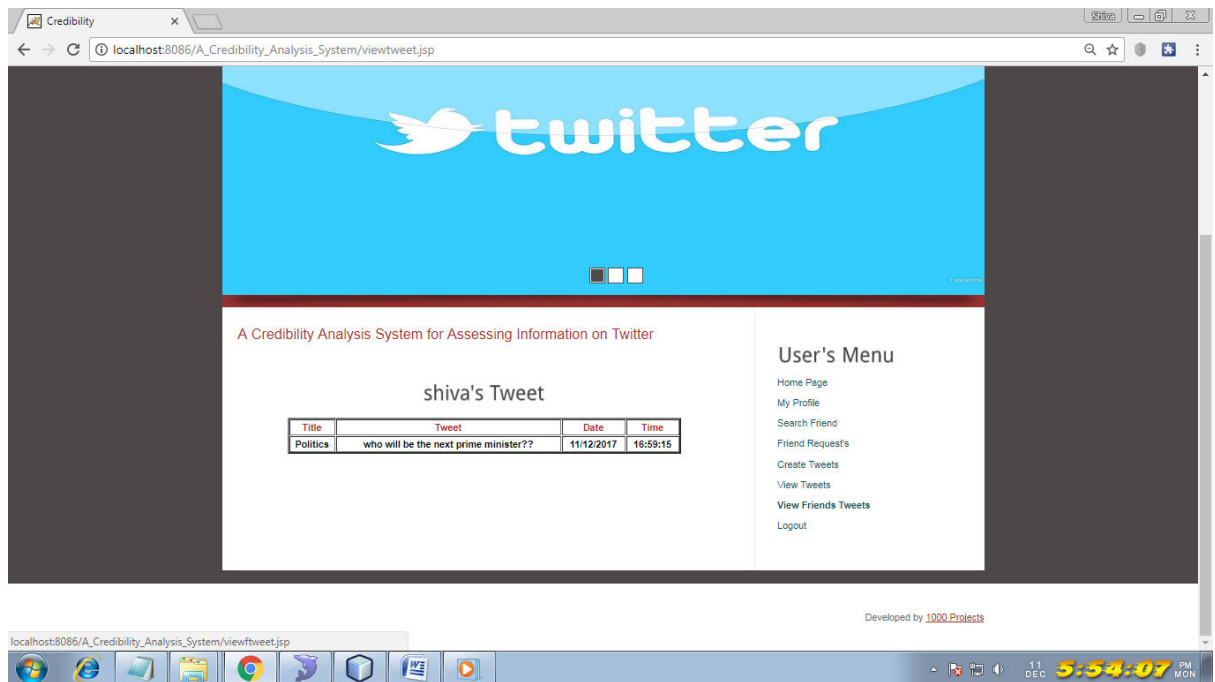 Credibility
Shiva
localhost:8086/A_Credibility_Analysis_System/viewtweet.jsp
twitter
A Credibility Analysis System for Assessing Information on Twitter
shiva's Tweet
Title Tweet Date Time
Politics who will be the next prime minister?? 11/12/2017 16:59:15
User's Menu
Home Page
My Profile
Search Friend
Friend Request's
Create Tweets
View Tweets
View Friends Tweets
Logout
Developed by 1000 Projects
localhost:8086/A_Credibility_Analysis_System/viewftweet.jsp
11 DEC 5:54:07 PM MON